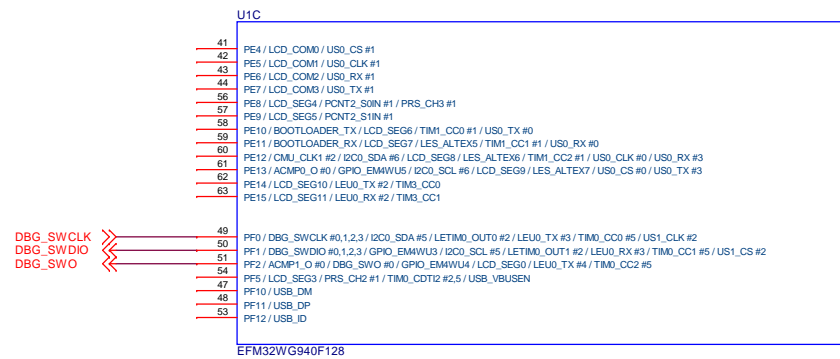 U1C
41 PE4 / LCD_COM0 / US0_CS #1
42 PE5 / LCD_COM1 / US0_CLK #1
43 PE6 / LCD_COM2 / US0_RX #1
44 PE7 / LCD_COM3 / US0_TX #1
56 PE8 / LCD_SEG4 / PCNT2_S0IN #1 / PRS_CH3 #1
57 PE9 / LCD_SEG5 / PCNT2_S1IN #1
58 PE10 / BOOTLOADER_TX / LCD_SEG6 / TIM1_CC0 #1 / US0_TX #0
59 PE11 / BOOTLOADER_RX / LCD_SEG7 / LES_ALTEX5 / TIM1_CC1 #1 / US0_RX #0
60 PE12 / CMU_CLK1 #2 / I2C0_SDA #6 / LCD_SEG8 / LES_ALTEX6 / TIM1_CC2 #1 / US0_CLK #0 / US0_RX #3
61 PE13 / ACMP0_O #0 / GPIO_EM4WU5 / I2C0_SCL #6 / LCD_SEG9 / LES_ALTEX7 / US0_CS #0 / US0_TX #3
62 PE14 / LCD_SEG10 / LEU0_TX #2 / TIM3_CC0
63 PE15 / LCD_SEG11 / LEU0_RX #2 / TIM3_CC1
DBG_SWCLK 49 PF0 / DBG_SWCLK #0,1,2,3 / I2C0_SDA #5 / LETIM0_OUT0 #2 / LEU0_TX #3 / TIM0_CC0 #5 / US1_CLK #2
DBG_SWDIO 50 PF1 / DBG_SWDIO #0,1,2,3 / GPIO_EM4WU3 / I2C0_SCL #5 / LETIM0_OUT1 #2 / LEU0_RX #3 / TIM0_CC1 #5 / US1_CS #2
DBG_SWO 51 PF2 / ACMP1_O #0 / DBG_SWO #0 / GPIO_EM4WU4 / LCD_SEG0 / LEU0_TX #4 / TIM0_CC2 #5
54 PF5 / LCD_SEG3 / PRS_CH2 #1 / TIM0_CDTI2 #2,5 / USB_VBUSEN
47 PF10 / USB_DM
48 PF11 / USB_DP
53 PF12 / USB_ID
EFM32WG940F128